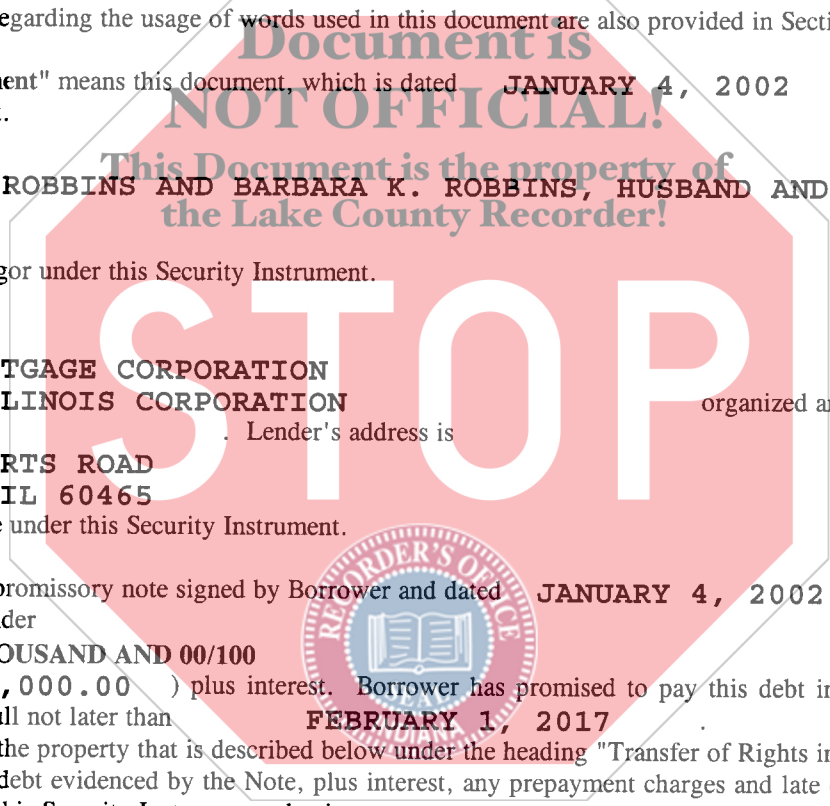 egarding the usage of words used in this document are also provided in Secti
Document is
ent" means this document, which is dated JANUARY 4, 2002
NOT OFFICIAL!
This Document is the property of
ROBBINS AND BARBARA K. ROBBINS, HUSBAND AND
the Lake County Recorder!
gor under this Security Instrument.
STOP
TGAGE CORPORATION
LINOIS CORPORATION organized a
. Lender's address is
RTS ROAD
IL 60465
under this Security Instrument.
RECORDER'S OFFICE
promissory note signed by Borrower and dated JANUARY 4, 2002
der
OUSAND AND 00/100
,000.00 ) plus interest. Borrower has promised to pay this debt in
SEAL
ll not later than FEBRUARY 1, 2017 .
INDIANA
the property that is described below under the heading "Transfer of Rights in
debt evidenced by the Note, plus interest, any prepayment charges and late